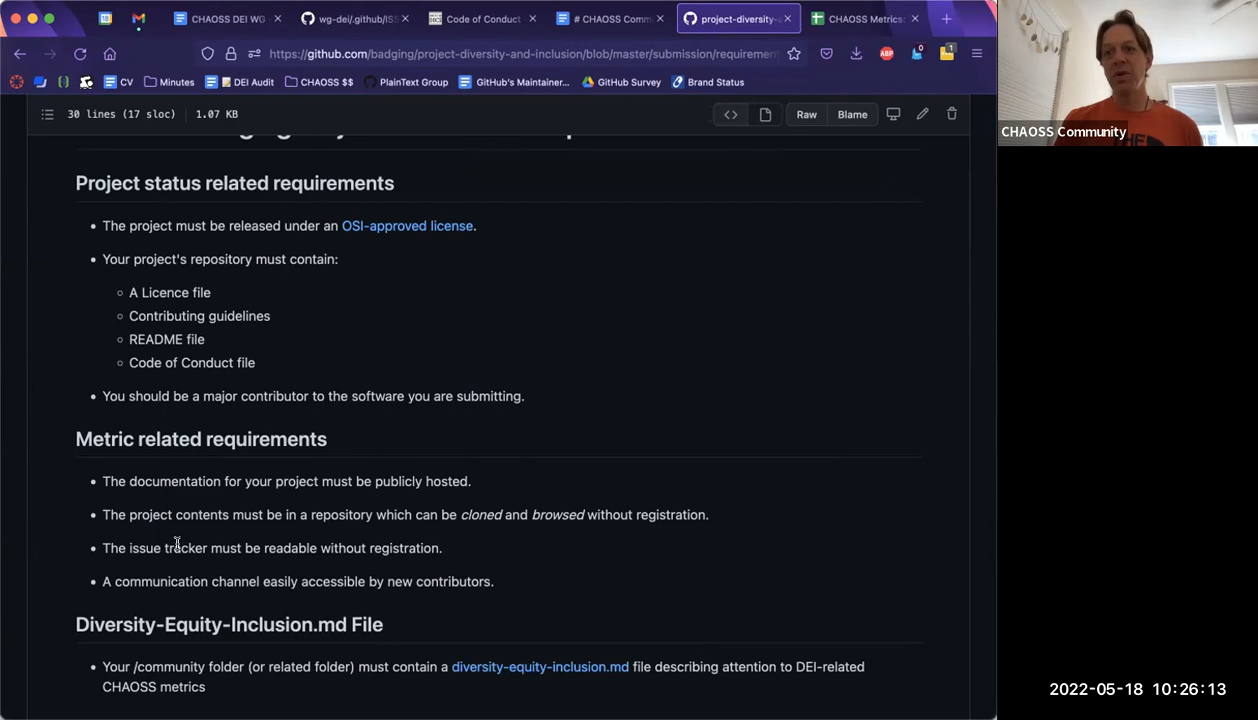 18
CHAOSS DEI WG
wg-dei/.github/ISS
Code of Conduct
# CHAOSS Comm
project-diversity-
CHAOSS Metrics:
https://github.com/badging/project-diversity-and-inclusion/blob/master/submission/requirement
ABP
0
1
CV
Minutes
DEI Audit
CHAOSS $$
PlainText Group
GitHub's Maintainer...
GitHub Survey
Brand Status
30 lines (17 sloc)
1.07 KB
Raw
Blame
Project status related requirements
• The project must be released under an OSI-approved license.
• Your project's repository must contain:
◦ A Licence file
◦ Contributing guidelines
◦ README file
◦ Code of Conduct file
• You should be a major contributor to the software you are submitting.
Metric related requirements
• The documentation for your project must be publicly hosted.
• The project contents must be in a repository which can be cloned and browsed without registration.
• The issue tracker must be readable without registration.
• A communication channel easily accessible by new contributors.
Diversity-Equity-Inclusion.md File
• Your /community folder (or related folder) must contain a diversity-equity-inclusion.md file describing attention to DEI-related
CHAOSS metrics
CHAOSS Community
2022-05-18 10:26:13